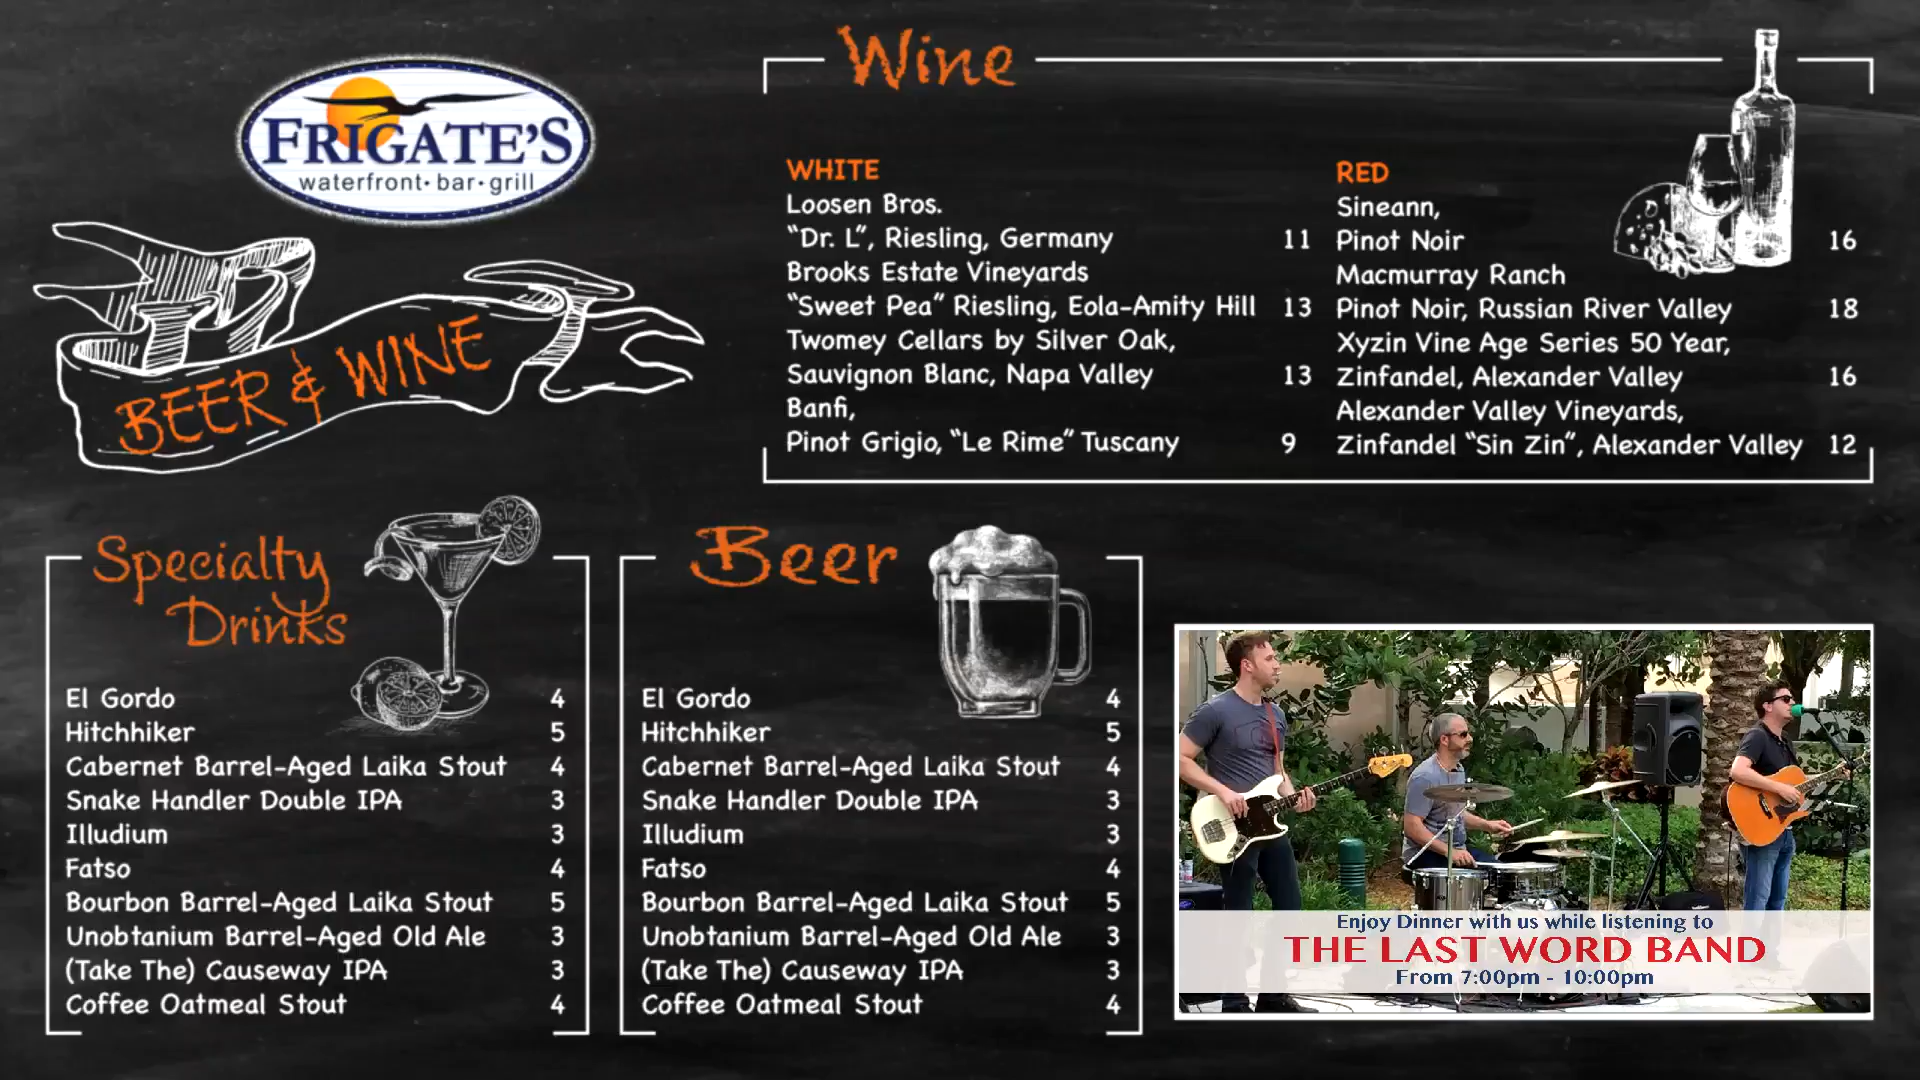 FRIGATE'S
waterfront • bar • grill
BEER & WINE
Wine
WHITE
Loosen Bros.
“Dr. L”, Riesling, Germany 11
Brooks Estate Vineyards
“Sweet Pea” Riesling, Eola-Amity Hill 13
Twomey Cellars by Silver Oak,
Sauvignon Blanc, Napa Valley 13
Banfi,
Pinot Grigio, “Le Rime” Tuscany 9
RED
Sineann,
Pinot Noir 16
Macmurray Ranch
Pinot Noir, Russian River Valley 18
Xyzin Vine Age Series 50 Year,
Zinfandel, Alexander Valley 16
Alexander Valley Vineyards,
Zinfandel “Sin Zin”, Alexander Valley 12
Specialty
Drinks
El Gordo 4
Hitchhiker 5
Cabernet Barrel-Aged Laika Stout 4
Snake Handler Double IPA 3
Illudium 3
Fatso 4
Bourbon Barrel-Aged Laika Stout 5
Unobtanium Barrel-Aged Old Ale 3
(Take The) Causeway IPA 3
Coffee Oatmeal Stout 4
Beer
El Gordo 4
Hitchhiker 5
Cabernet Barrel-Aged Laika Stout 4
Snake Handler Double IPA 3
Illudium 3
Fatso 4
Bourbon Barrel-Aged Laika Stout 5
Unobtanium Barrel-Aged Old Ale 3
(Take The) Causeway IPA 3
Coffee Oatmeal Stout 4
Enjoy Dinner with us while listening to
THE LAST WORD BAND
From 7:00pm - 10:00pm